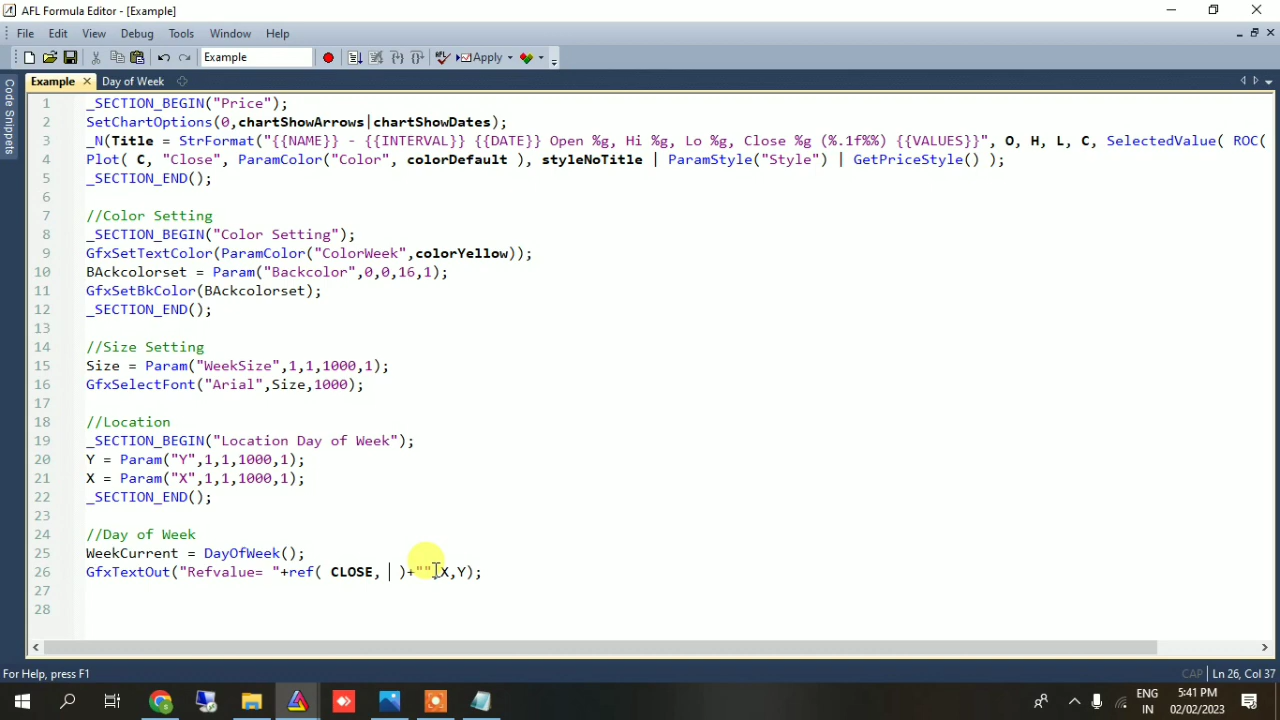 AFL Formula Editor - [Example]
File Edit View Debug Tools Window Help
Example Apply
Example Day of Week
Code Snippets
1 _SECTION_BEGIN("Price");
2 SetChartOptions(0,chartShowArrows|chartShowDates);
3 _N(Title = StrFormat("{{NAME}} - {{INTERVAL}} {{DATE}} Open %g, Hi %g, Lo %g, Close %g (%.1f%%) {{VALUES}}", O, H, L, C, SelectedValue( ROC(
4 Plot( C, "Close", ParamColor("Color", colorDefault ), styleNoTitle | ParamStyle("Style") | GetPriceStyle() );
5 _SECTION_END();
6
7 //Color Setting
8 _SECTION_BEGIN("Color Setting");
9 GfxSetTextColor(ParamColor("ColorWeek",colorYellow));
10 BAckcolorset = Param("Backcolor",0,0,16,1);
11 GfxSetBkColor(BAckcolorset);
12 _SECTION_END();
13
14 //Size Setting
15 Size = Param("WeekSize",1,1,1000,1);
16 GfxSelectFont("Arial",Size,1000);
17
18 //Location
19 _SECTION_BEGIN("Location Day of Week");
20 Y = Param("Y",1,1,1000,1);
21 X = Param("X",1,1,1000,1);
22 _SECTION_END();
23
24 //Day of Week
25 WeekCurrent = DayOfWeek();
26 GfxTextOut("Refvalue= "+ref( CLOSE, )+"",X,Y);
27
28
For Help, press F1
CAP Ln 26, Col 37
ENG 5:41 PM
IN 02/02/2023